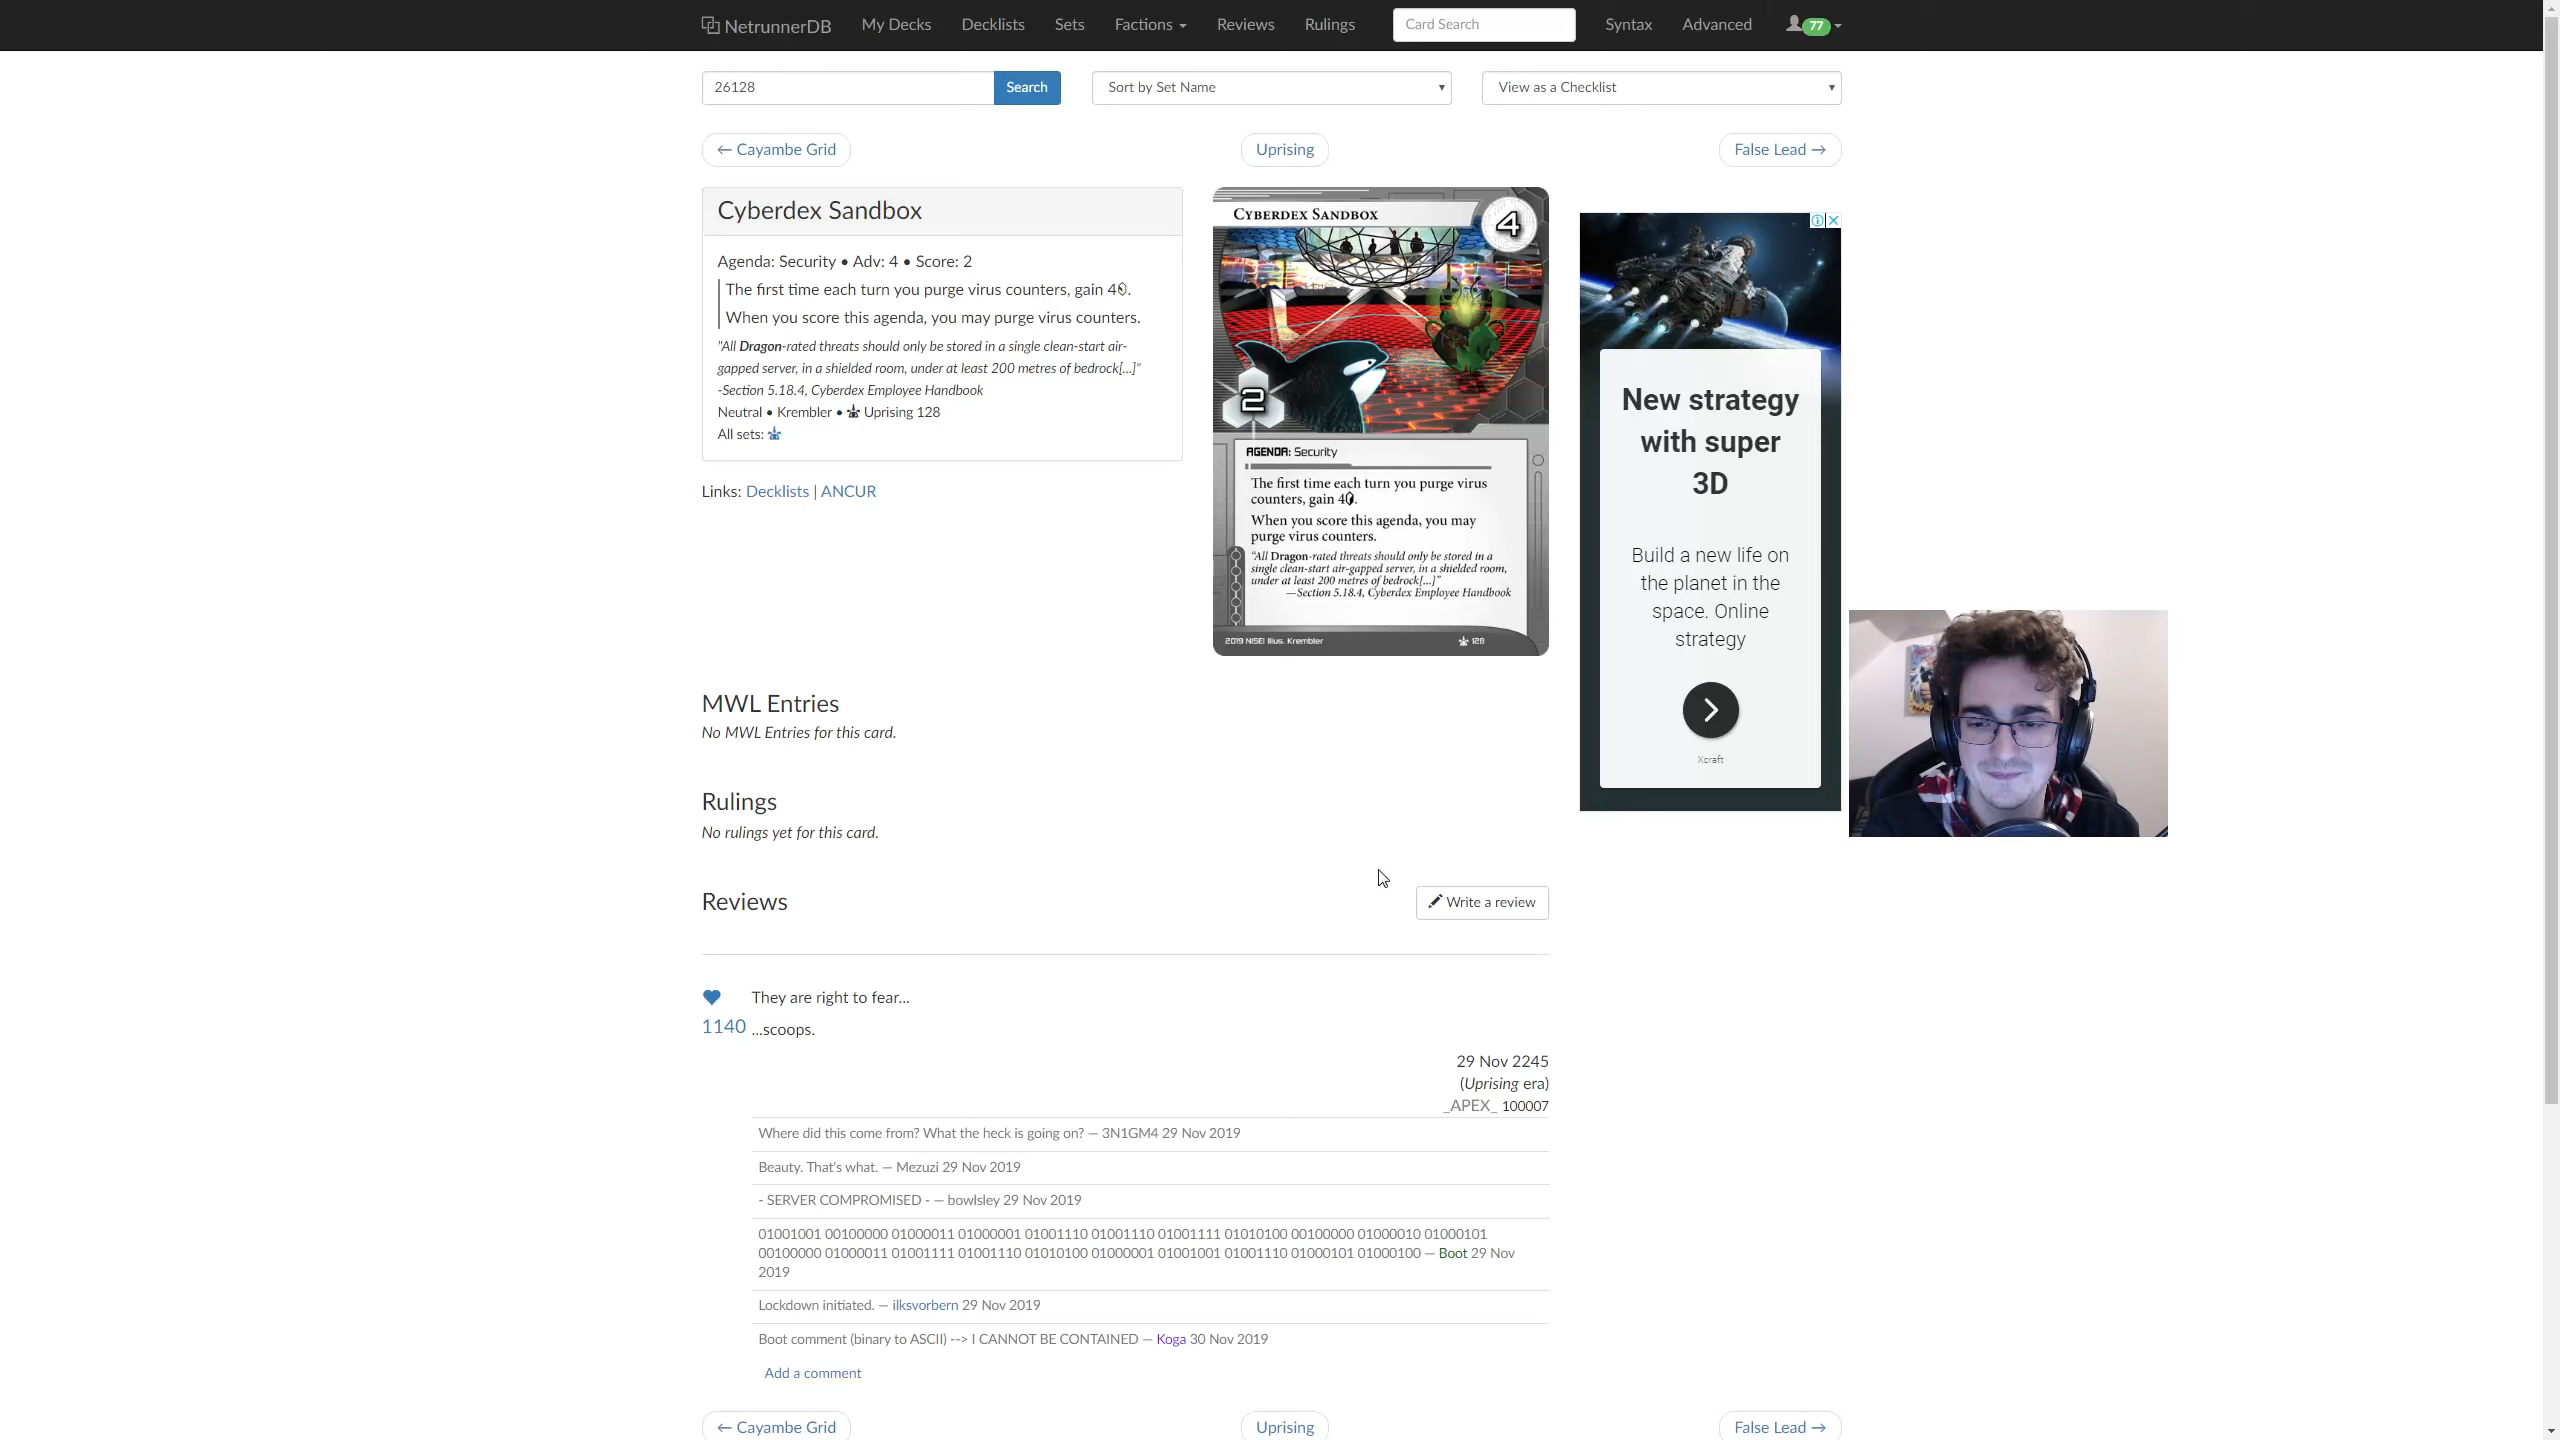 NetrunnerDB My Decks Decklists Sets Factions Reviews Rulings Card Search Syntax Advanced 77
26128 Search Sort by Set Name View as a Checklist
← Cayambe Grid Uprising False Lead →
Cyberdex Sandbox
Agenda: Security • Adv: 4 • Score: 2
The first time each turn you purge virus counters, gain 4.
When you score this agenda, you may purge virus counters.
"All Dragon-rated threats should only be stored in a single clean-start air-
gapped server, in a shielded room, under at least 200 metres of bedrock[...]"
-Section 5.18.4, Cyberdex Employee Handbook
Neutral • Krembler • Uprising 128
All sets:
Links: Decklists | ANCUR
CYBERDEX SANDBOX
4
2
AGENDA: Security
The first time each turn you purge virus
counters, gain 4.
When you score this agenda, you may
purge virus counters.
"All Dragon-rated threats should only be stored in a
single clean-start air-gapped server, in a shielded room,
under at least 200 metres of bedrock[...]"
—Section 5.18.4, Cyberdex Employee Handbook
2019 NISEI Illus. Krembler 128
New strategy
with super
3D
Build a new life on
the planet in the
space. Online
strategy
Xcraft
MWL Entries
No MWL Entries for this card.
Rulings
No rulings yet for this card.
Reviews Write a review
They are right to fear...
1140 ...scoops.
29 Nov 2245
(Uprising era)
_APEX_ 100007
Where did this come from? What the heck is going on? — 3N1GM4 29 Nov 2019
Beauty. That's what. — Mezuzi 29 Nov 2019
- SERVER COMPROMISED - — bowlsley 29 Nov 2019
01001001 00100000 01000011 01000001 01001110 01001110 01001111 01010100 00100000 01000010 01000101
00100000 01000011 01001111 01001110 01010100 01000001 01001001 01001110 01000101 01000100 — Boot 29 Nov
2019
Lockdown initiated. — ilksvorbern 29 Nov 2019
Boot comment (binary to ASCII) --> I CANNOT BE CONTAINED — Koga 30 Nov 2019
Add a comment
← Cayambe Grid Uprising False Lead →